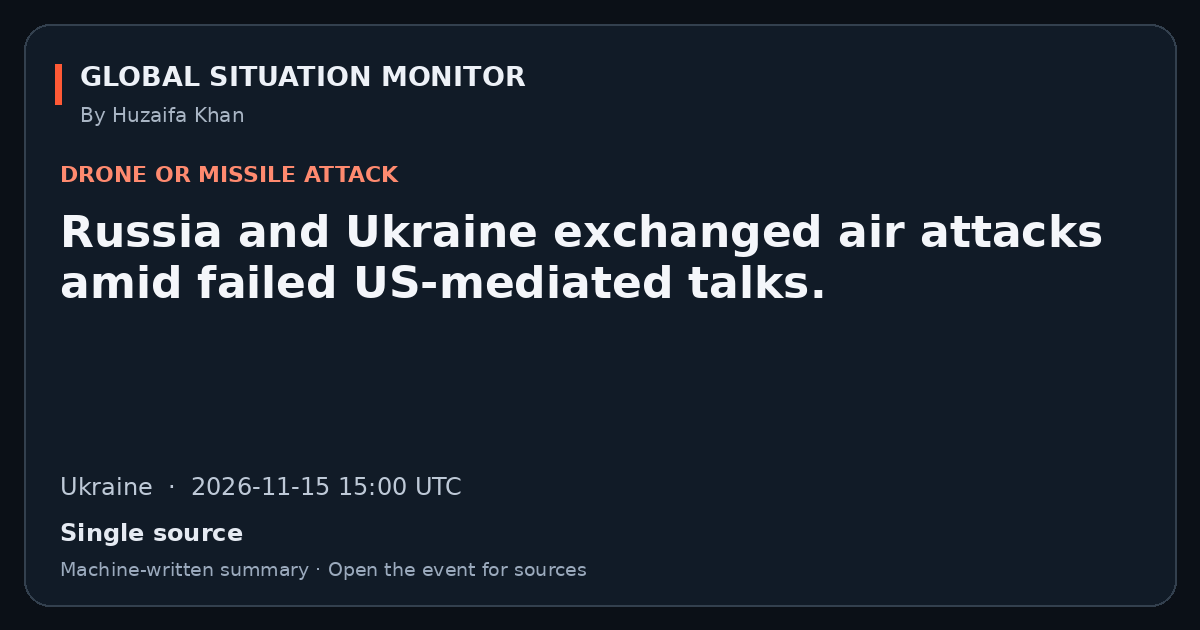 GLOBAL SITUATION MONITOR
By Huzaifa Khan
DRONE OR MISSILE ATTACK
Russia and Ukraine exchanged air attacks
amid failed US-mediated talks.
Ukraine · 2026-11-15 15:00 UTC
Single source
Machine-written summary · Open the event for sources